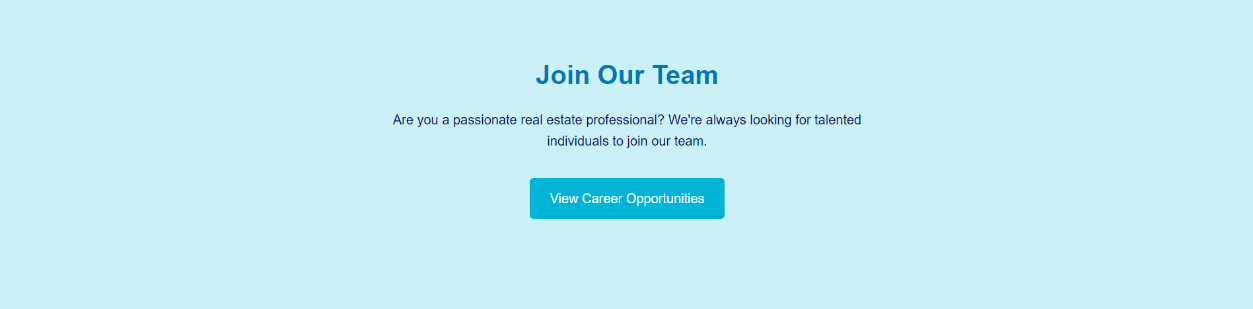 Join Our Team
Are you a passionate real estate professional? We're always looking for talented
individuals to join our team.
View Career Opportunities